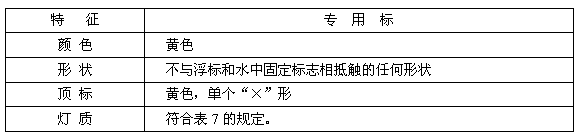 特 征 专 用 标
颜 色 黄色
形 状 不与浮标和水中固定标志相抵触的任何形状
顶 标 黄色，单个“×”形
灯 质 符合表 7 的规定。